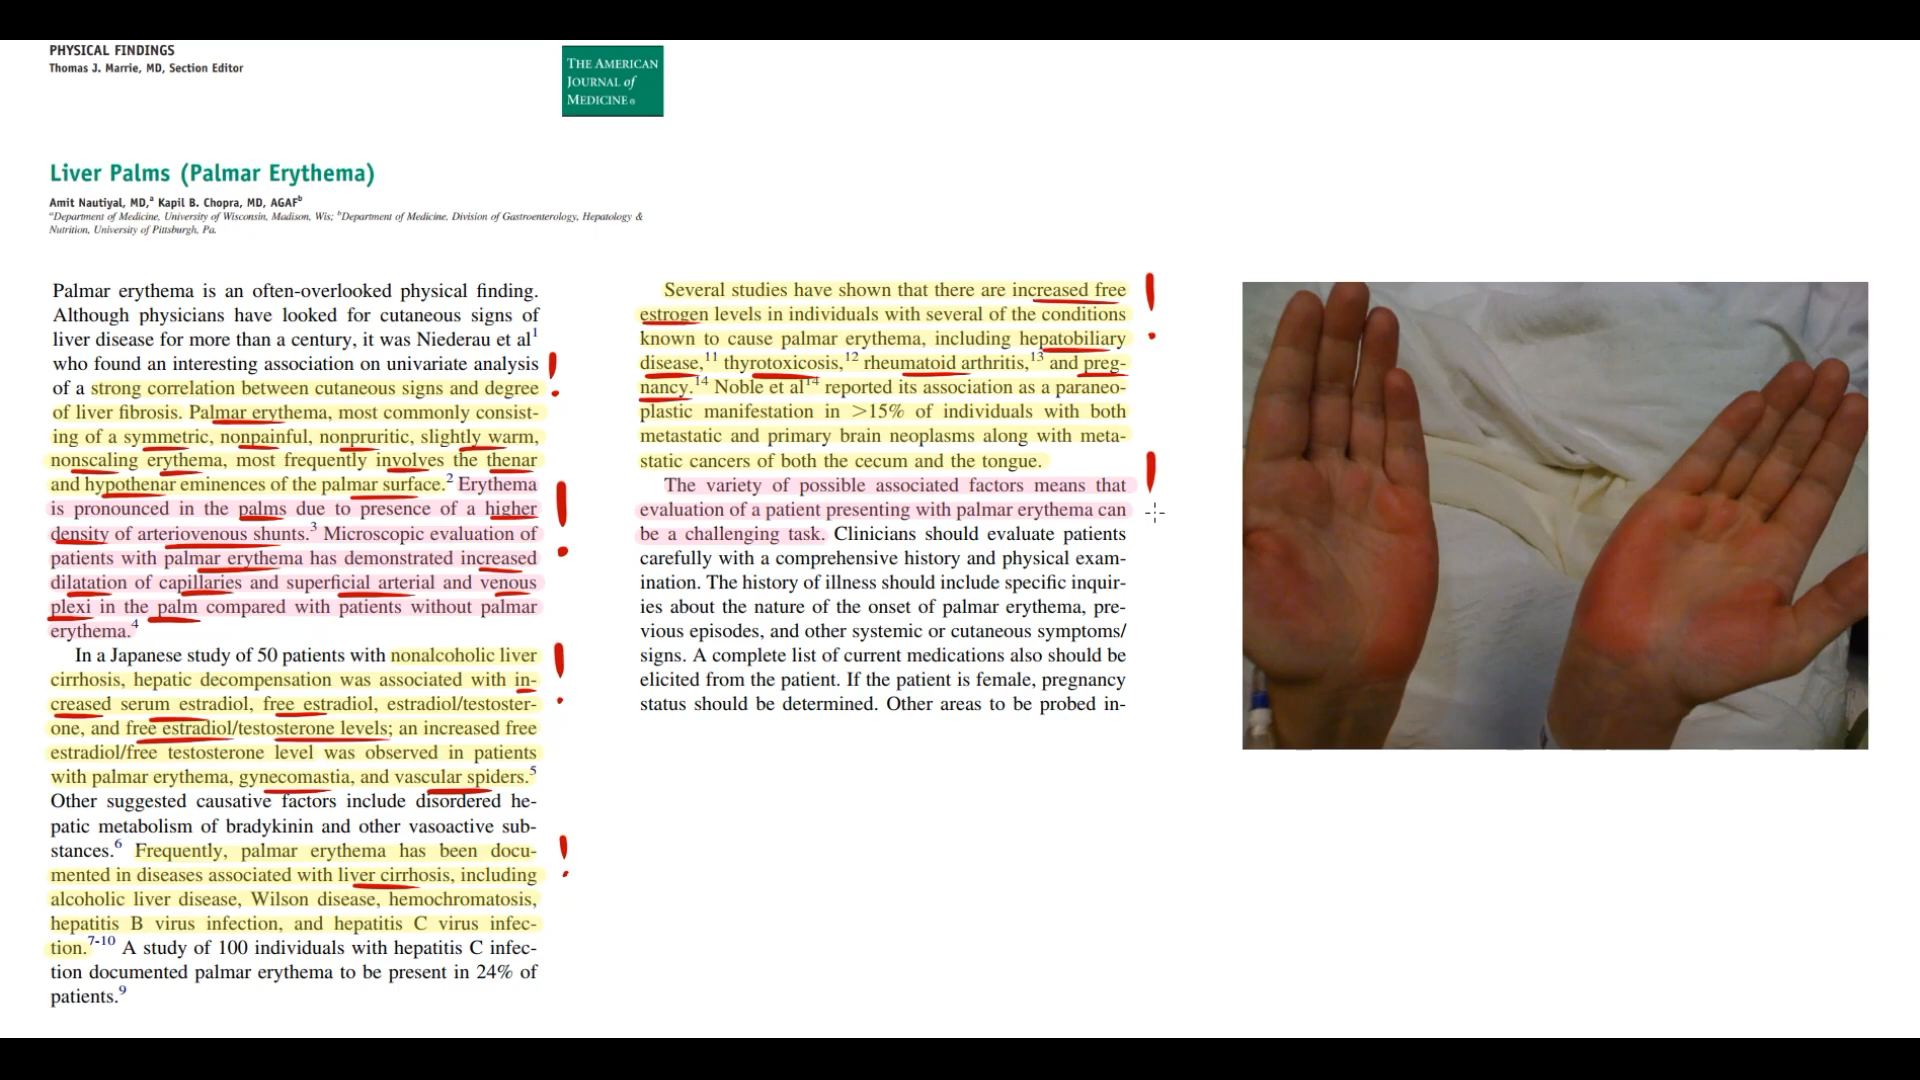 PHYSICAL FINDINGS
Thomas J. Marrie, MD, Section Editor
THE AMERICAN
JOURNAL of
MEDICINE®
Liver Palms (Palmar Erythema)
Amit Nautiyal, MD,a Kapil B. Chopra, MD, AGAFb
aDepartment of Medicine, University of Wisconsin, Madison, Wis; bDepartment of Medicine, Division of Gastroenterology, Hepatology &
Nutrition, University of Pittsburgh, Pa.
Palmar erythema is an often-overlooked physical finding.
Although physicians have looked for cutaneous signs of
liver disease for more than a century, it was Niederau et al1
who found an interesting association on univariate analysis
of a strong correlation between cutaneous signs and degree
of liver fibrosis. Palmar erythema, most commonly consist-
ing of a symmetric, nonpainful, nonpruritic, slightly warm,
nonscaling erythema, most frequently involves the thenar
and hypothenar eminences of the palmar surface.2 Erythema
is pronounced in the palms due to presence of a higher
density of arteriovenous shunts.3 Microscopic evaluation of
patients with palmar erythema has demonstrated increased
dilatation of capillaries and superficial arterial and venous
plexi in the palm compared with patients without palmar
erythema.4
In a Japanese study of 50 patients with nonalcoholic liver
cirrhosis, hepatic decompensation was associated with in-
creased serum estradiol, free estradiol, estradiol/testoster-
one, and free estradiol/testosterone levels; an increased free
estradiol/free testosterone level was observed in patients
with palmar erythema, gynecomastia, and vascular spiders.5
Other suggested causative factors include disordered he-
patic metabolism of bradykinin and other vasoactive sub-
stances.6 Frequently, palmar erythema has been docu-
mented in diseases associated with liver cirrhosis, including
alcoholic liver disease, Wilson disease, hemochromatosis,
hepatitis B virus infection, and hepatitis C virus infec-
tion.7-10 A study of 100 individuals with hepatitis C infec-
tion documented palmar erythema to be present in 24% of
patients.9
Several studies have shown that there are increased free
estrogen levels in individuals with several of the conditions
known to cause palmar erythema, including hepatobiliary
disease,11 thyrotoxicosis,12 rheumatoid arthritis,13 and preg-
nancy.14 Noble et al14 reported its association as a paraneo-
plastic manifestation in >15% of individuals with both
metastatic and primary brain neoplasms along with meta-
static cancers of both the cecum and the tongue.
The variety of possible associated factors means that
evaluation of a patient presenting with palmar erythema can
be a challenging task. Clinicians should evaluate patients
carefully with a comprehensive history and physical exam-
ination. The history of illness should include specific inquir-
ies about the nature of the onset of palmar erythema, pre-
vious episodes, and other systemic or cutaneous symptoms/
signs. A complete list of current medications also should be
elicited from the patient. If the patient is female, pregnancy
status should be determined. Other areas to be probed in-